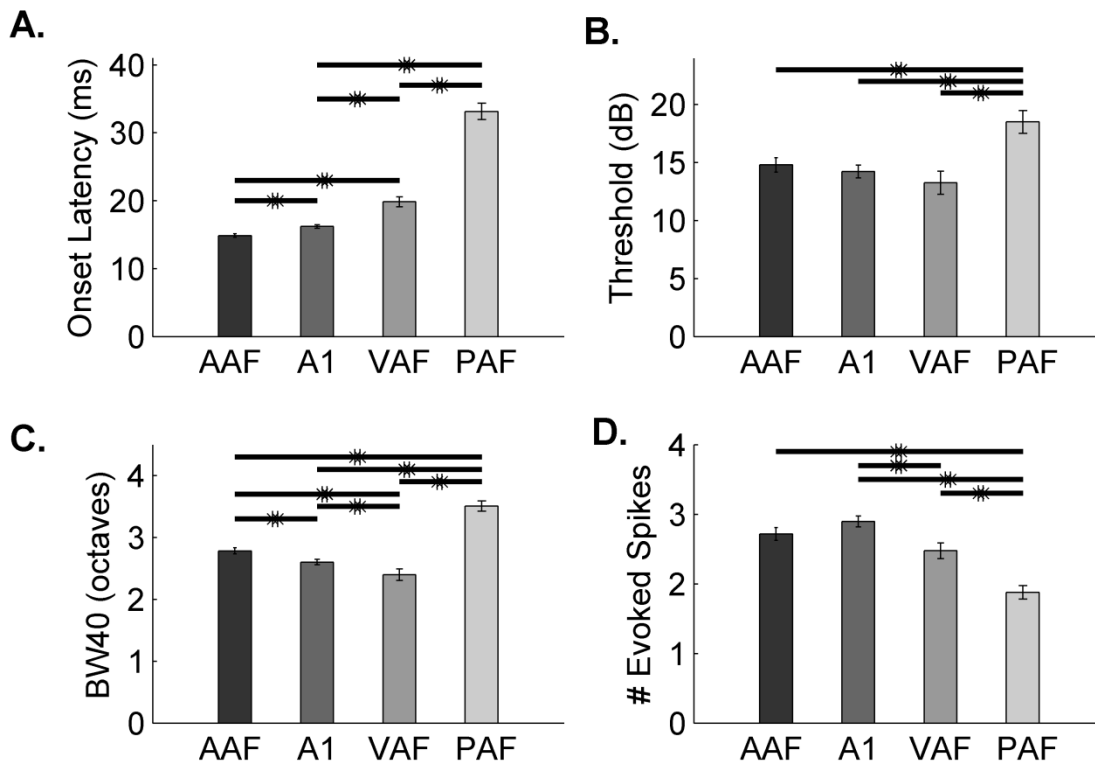 A.
Onset Latency (ms)
40
30
20
10
0
AAF A1 VAF PAF
B.
Threshold (dB)
20
15
10
5
0
AAF A1 VAF PAF
C.
BW40 (octaves)
4
3
2
1
0
AAF A1 VAF PAF
D.
# Evoked Spikes
4
3
2
1
0
AAF A1 VAF PAF